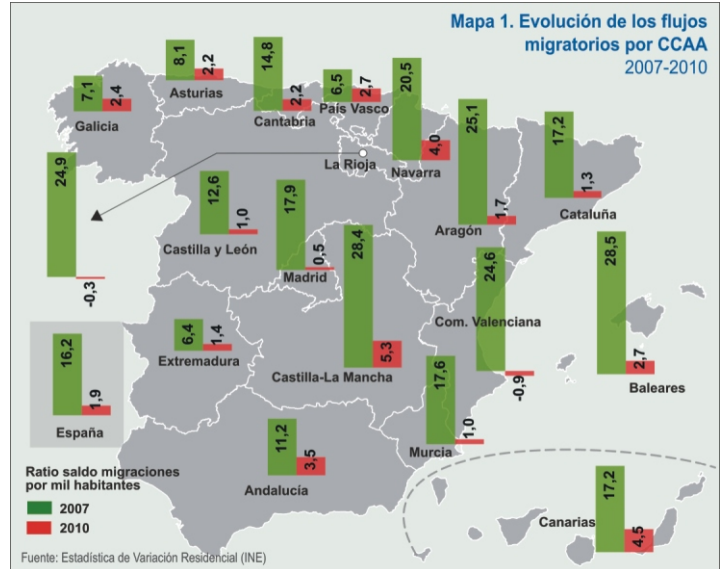 Mapa 1. Evolución de los flujos
migratorios por CCAA
2007-2010
7,1
2,4
Galicia
8,1
2,2
Asturias
14,8
2,2
Cantabria
6,5
2,7
País Vasco
20,5
4,0
Navarra
La Rioja
24,9
-0,3
25,1
1,7
Aragón
17,2
1,3
Cataluña
12,6
1,0
Castilla y León
17,9
0,5
Madrid
28,4
5,3
Castilla-La Mancha
24,6
-0,9
Com. Valenciana
28,5
2,7
Baleares
6,4
1,4
Extremadura
16,2
1,9
España
17,6
1,0
Murcia
11,2
3,5
Andalucía
17,2
4,5
Canarias
Ratio saldo migraciones
por mil habitantes
2007
2010
Fuente: Estadística de Variación Residencial (INE)